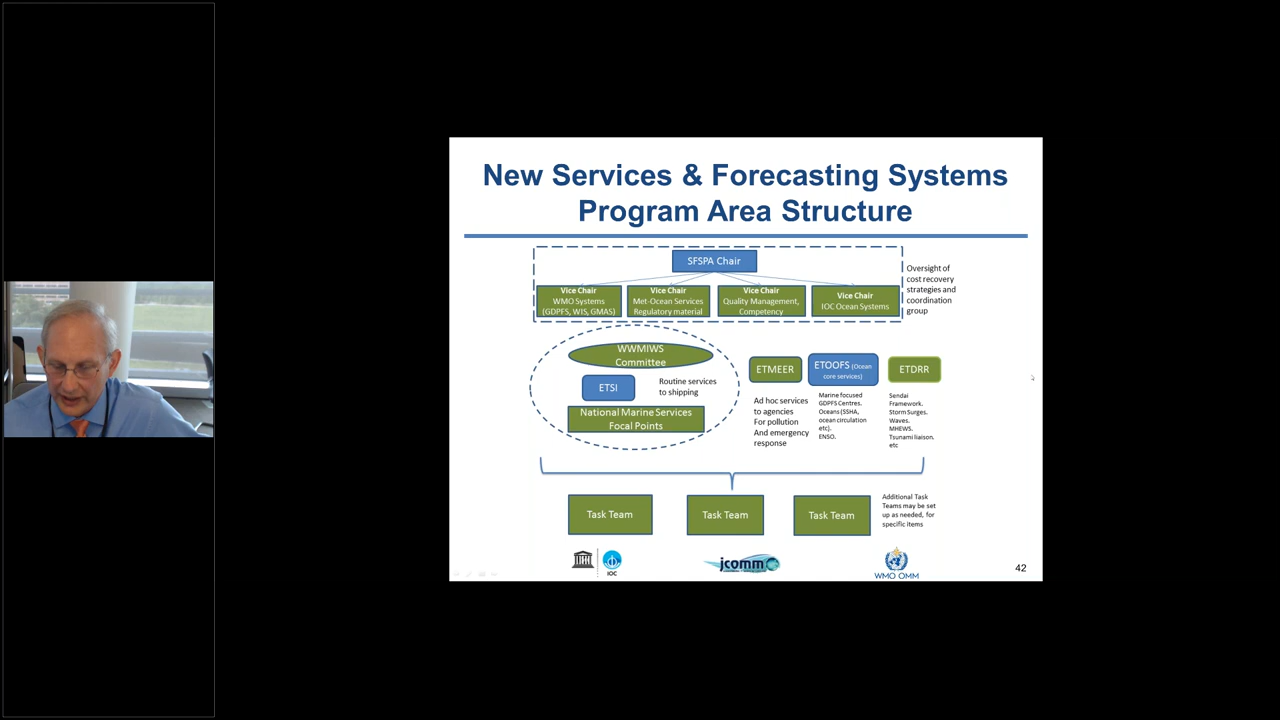 New Services & Forecasting Systems
Program Area Structure
SFSPA Chair
Vice Chair
WMO Systems
(GDPFS, WIS, GMAS)
Vice Chair
Met-Ocean Services
Regulatory material
Vice Chair
Quality Management,
Competency
Vice Chair
IOC Ocean Systems
Oversight of
cost recovery
strategies and
coordination
group
WWMIWS
Committee
ETSI
Routine services
to shipping
National Marine Services
Focal Points
ETMEER
Ad hoc services
to agencies
For pollution
And emergency
response
ETOOFS (Ocean
core services)
Marine focused
GDPFS Centres.
Oceans (SSHA,
ocean circulation
etc).
ENSO.
ETDRR
Sendai
Framework.
Storm Surges.
Waves.
MHEWS.
Tsunami liaison.
etc
Task Team
Task Team
Task Team
Additional Task
Teams may be set
up as needed, for
specific items
IOC
jcomm
WMO OMM
42